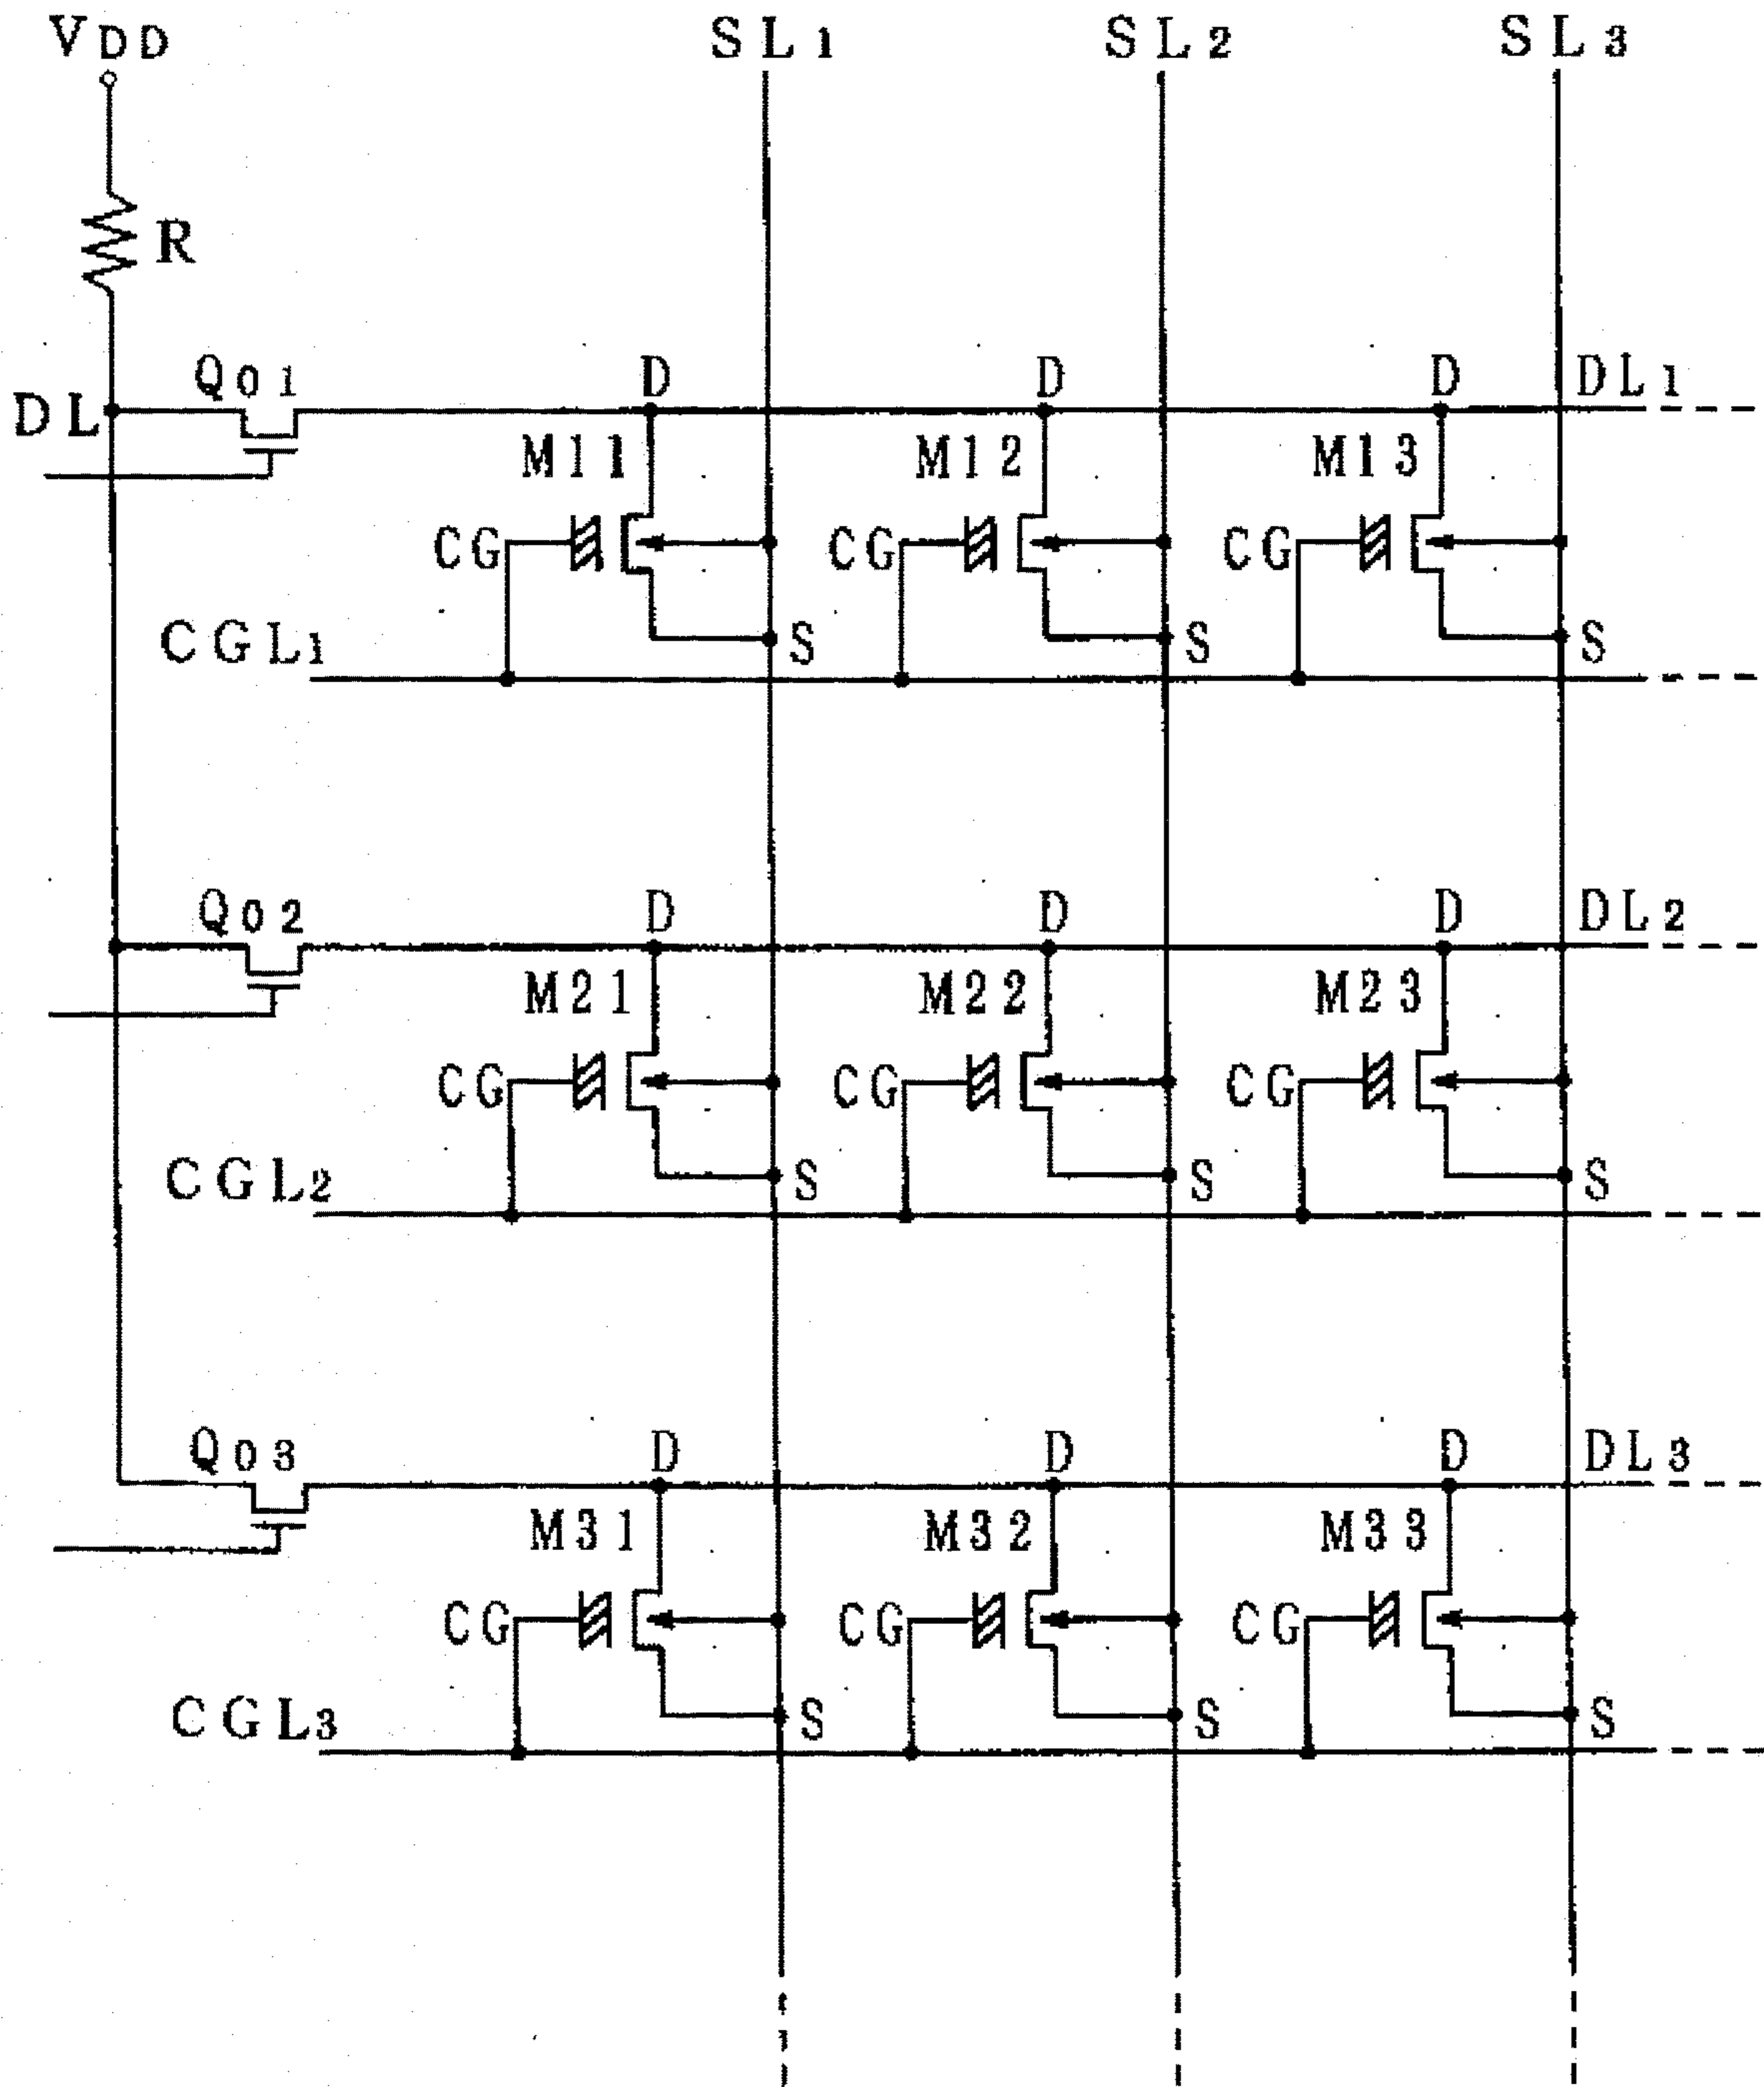 VDD SL1 SL2 SL3
R
Q01 D D D DL1
DL
M11 M12 M13
CG CG CG
CGL1 S S S
Q02 D D D DL2
M21 M22 M23
CG CG CG
CGL2 S S S
Q03 D D D DL3
M31 M32 M33
CG CG CG
CGL3 S S S